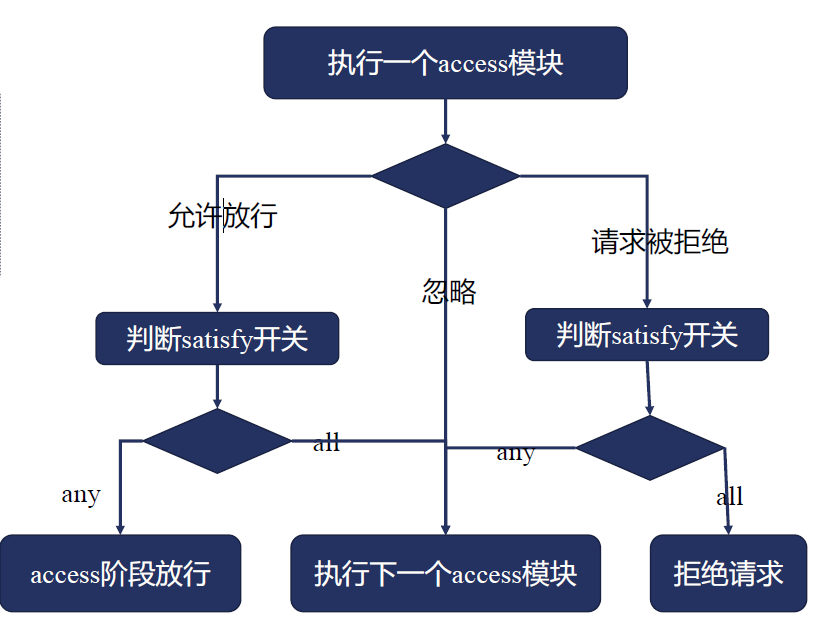 执行一个access模块
允许放行
请求被拒绝
忽略
判断satisfy开关
判断satisfy开关
all
any
any
all
access阶段放行
执行下一个access模块
拒绝请求